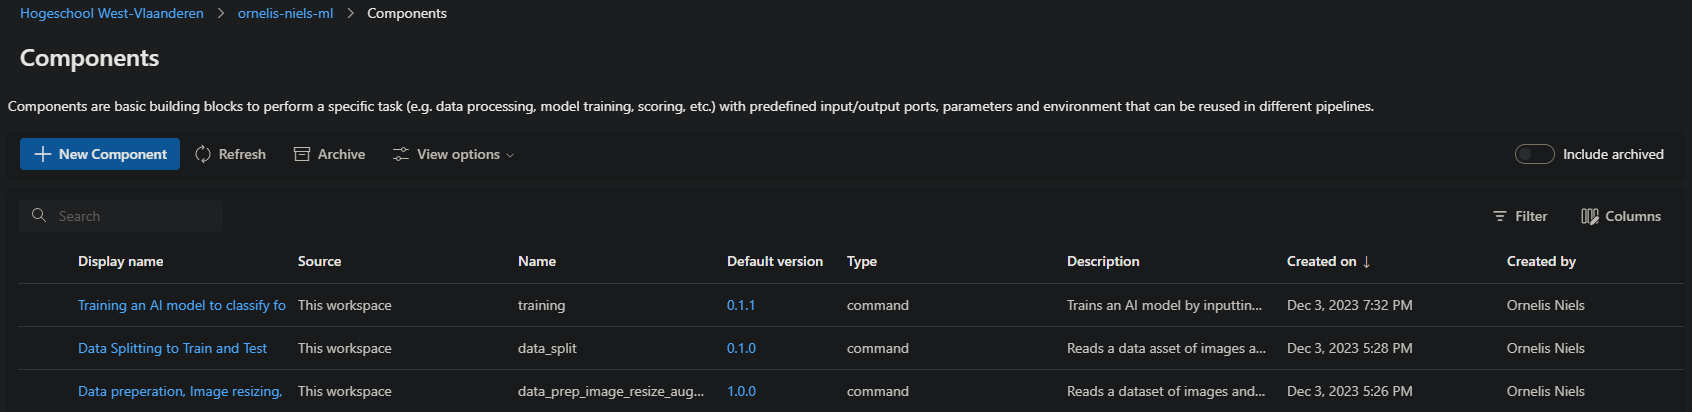 Hogeschool West-Vlaanderen > ornelis-niels-ml > Components
Components
Components are basic building blocks to perform a specific task (e.g. data processing, model training, scoring, etc.) with predefined input/output ports, parameters and environment that can be reused in different pipelines.
New Component Refresh Archive View options Include archived
Search Filter Columns
Display name Source Name Default version Type Description Created on ↓ Created by
Training an AI model to classify fo This workspace training 0.1.1 command Trains an AI model by inputtin... Dec 3, 2023 7:32 PM Ornelis Niels
Data Splitting to Train and Test This workspace data_split 0.1.0 command Reads a data asset of images a... Dec 3, 2023 5:28 PM Ornelis Niels
Data preperation, Image resizing, This workspace data_prep_image_resize_aug... 1.0.0 command Reads a dataset of images and... Dec 3, 2023 5:26 PM Ornelis Niels